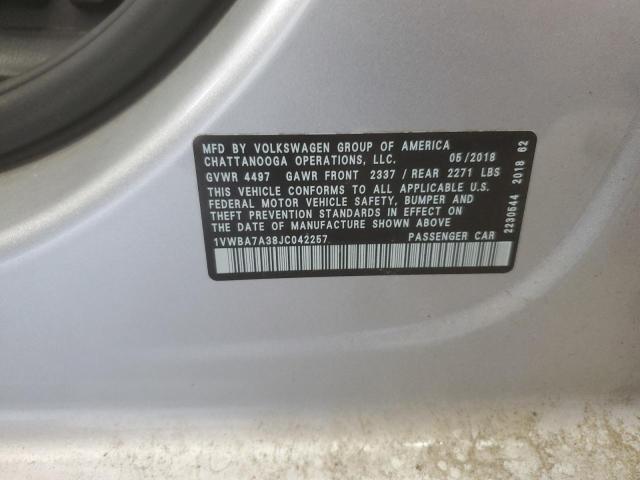 MFD BY VOLKSWAGEN GROUP OF AMERICA
CHATTANOOGA OPERATIONS, LLC. 05/2018
GVWR 4497 GAWR FRONT 2337 / REAR 2271 LBS
THIS VEHICLE CONFORMS TO ALL APPLICABLE U.S.
FEDERAL MOTOR VEHICLE SAFETY, BUMPER AND
THEFT PREVENTION STANDARDS IN EFFECT ON
THE DATE OF MANUFACTURE SHOWN ABOVE
1VWBA7A38JC042257 PASSENGER CAR
2230544 2018 62